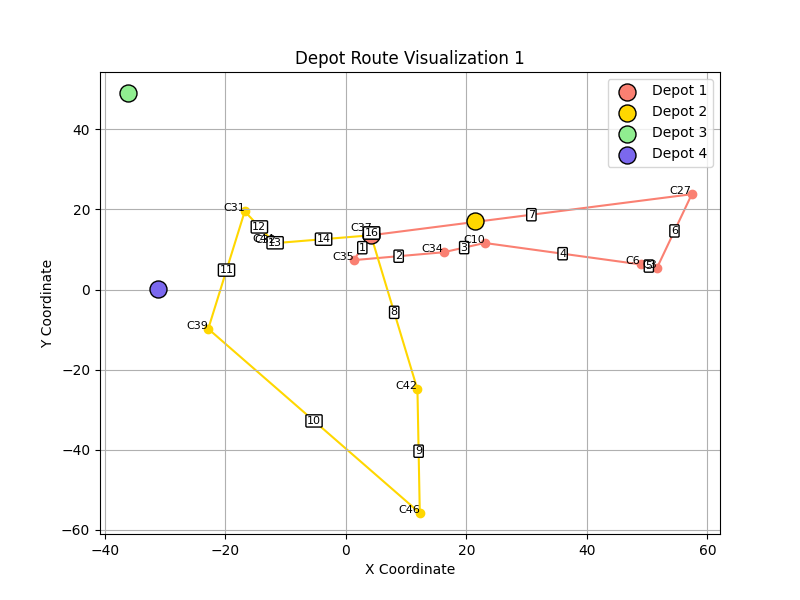 Depot Route Visualization 1
Depot 1
Depot 2
Depot 3
Depot 4
Y Coordinate
40
20
0
−20
−40
−60
−40
−20
0
20
40
60
X Coordinate
C31
C37
C35
C34
C10
C6
C27
C39
C42
C46
1
2
3
4
6
7
8
9
10
11
12
13
14
16